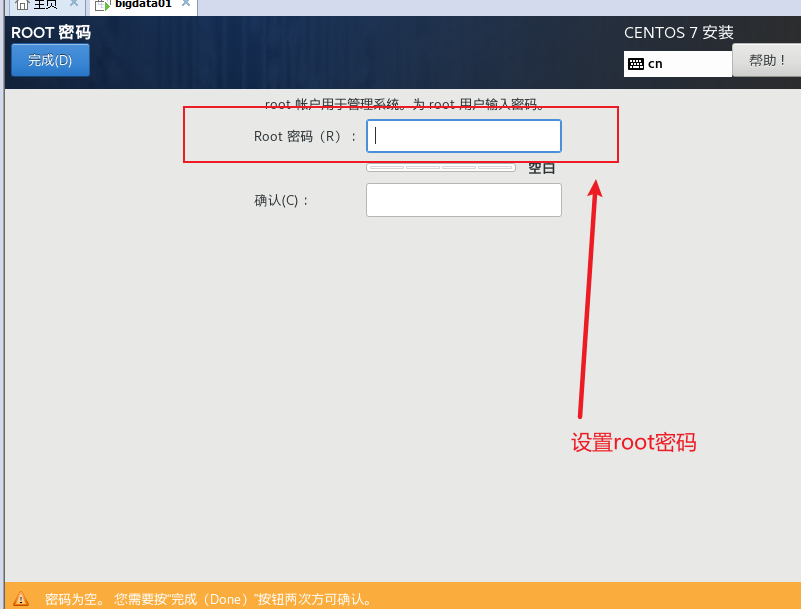 主页 × bigdata01 ×
ROOT 密码
CENTOS 7 安装
完成(D)
cn
帮助！
root 帐户用于管理系统。为 root 用户输入密码。
Root 密码（R）：
空白
确认(C)：
设置root密码
密码为空。 您需要按“完成（Done）”按钮两次方可确认。